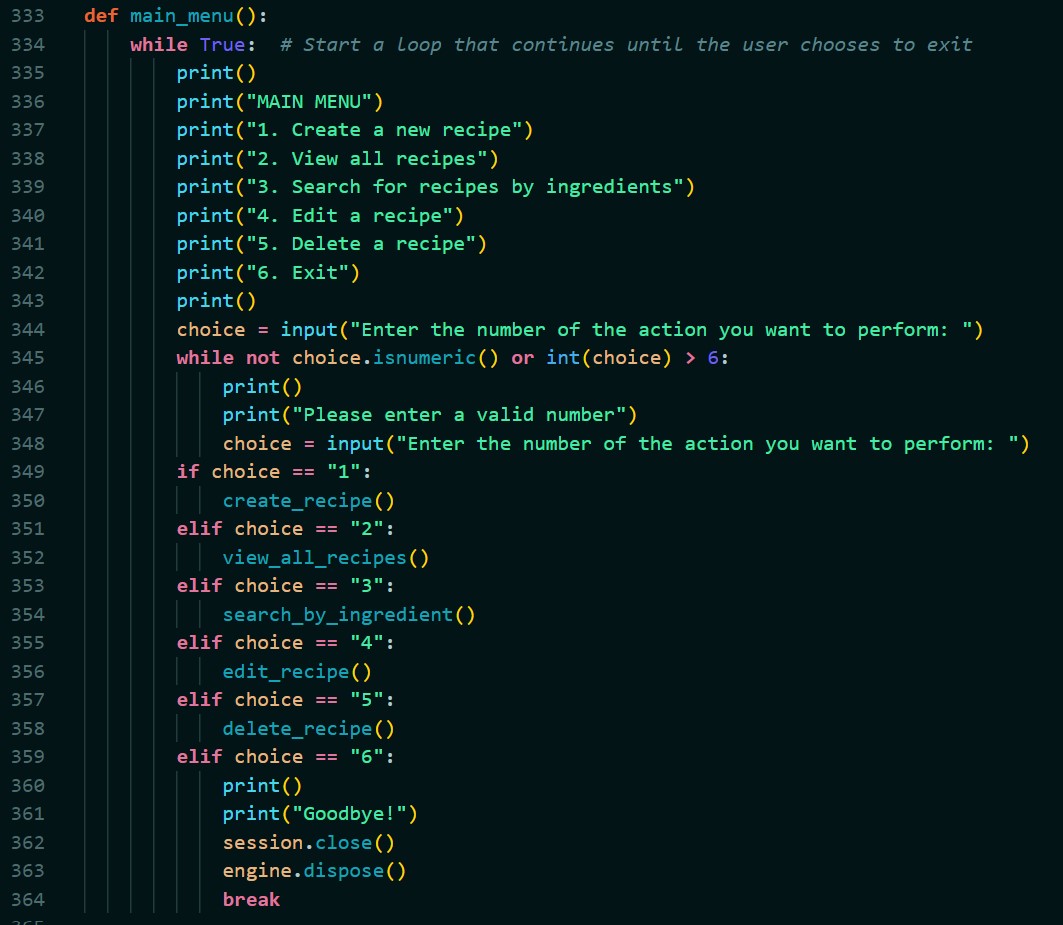 333 def main_menu():
334     while True:  # Start a loop that continues until the user chooses to exit
335         print()
336         print("MAIN MENU")
337         print("1. Create a new recipe")
338         print("2. View all recipes")
339         print("3. Search for recipes by ingredients")
340         print("4. Edit a recipe")
341         print("5. Delete a recipe")
342         print("6. Exit")
343         print()
344         choice = input("Enter the number of the action you want to perform: ")
345         while not choice.isnumeric() or int(choice) > 6:
346             print()
347             print("Please enter a valid number")
348             choice = input("Enter the number of the action you want to perform: ")
349         if choice == "1":
350             create_recipe()
351         elif choice == "2":
352             view_all_recipes()
353         elif choice == "3":
354             search_by_ingredient()
355         elif choice == "4":
356             edit_recipe()
357         elif choice == "5":
358             delete_recipe()
359         elif choice == "6":
360             print()
361             print("Goodbye!")
362             session.close()
363             engine.dispose()
364             break